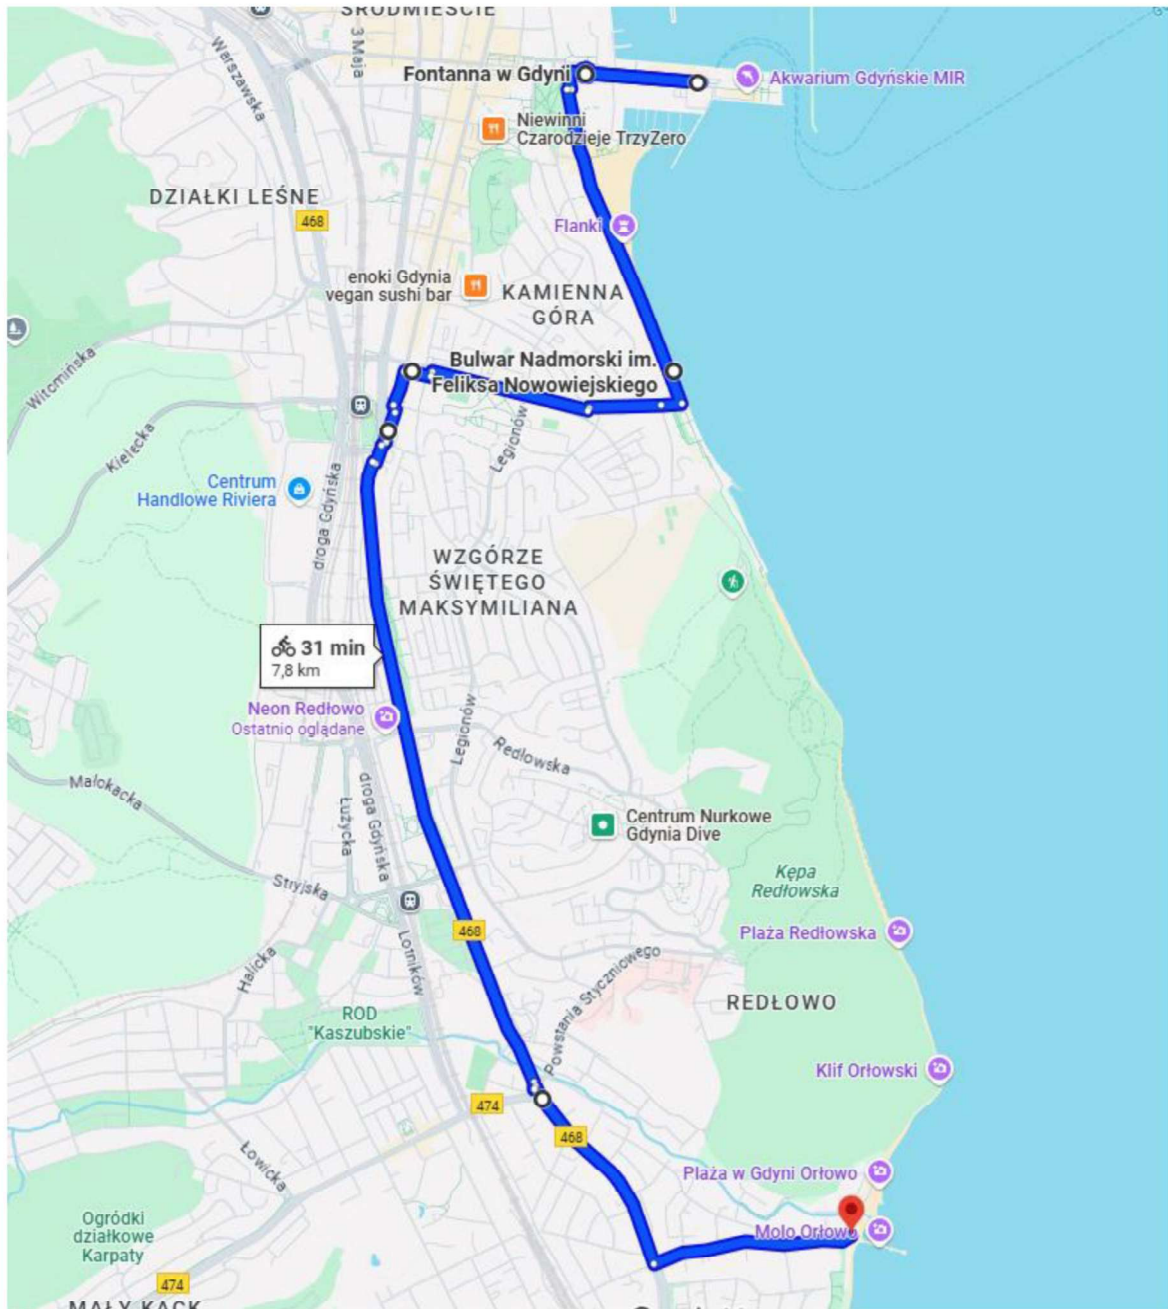 ŚRÓDMIEŚCIE
3 Maja
Warszawska
Fontanna w Gdyni
Akwarium Gdyńskie MIR
Niewinni
Czarodzieje TrzyZero
DZIAŁKI LEŚNE
468
Flanki
enoki Gdynia
vegan sushi bar
KAMIENNA
GÓRA
Bulwar Nadmorski im.
Feliksa Nowowiejskiego
Witomińska
Kielecka
Legionów
Centrum
Handlowe Riviera
droga Gdyńska
WZGÓRZE
ŚWIĘTEGO
MAKSYMILIANA
31 min
7,8 km
Neon Redłowo
Ostatnio oglądane
Legionów
Redłowska
Małokacka
Łużycka
droga Gdyńska
Centrum Nurkowe
Gdynia Dive
Kępa
Redłowska
Stryjska
468
Plaża Redłowska
Lotników
Halicka
Powstania Styczniowego
REDŁOWO
ROD
"Kaszubskie"
Klif Orłowski
474
468
Łowicka
Plaża w Gdyni Orłowo
Molo Orłowo
Ogródki
działkowe
Karpaty
474
MAŁY KACK